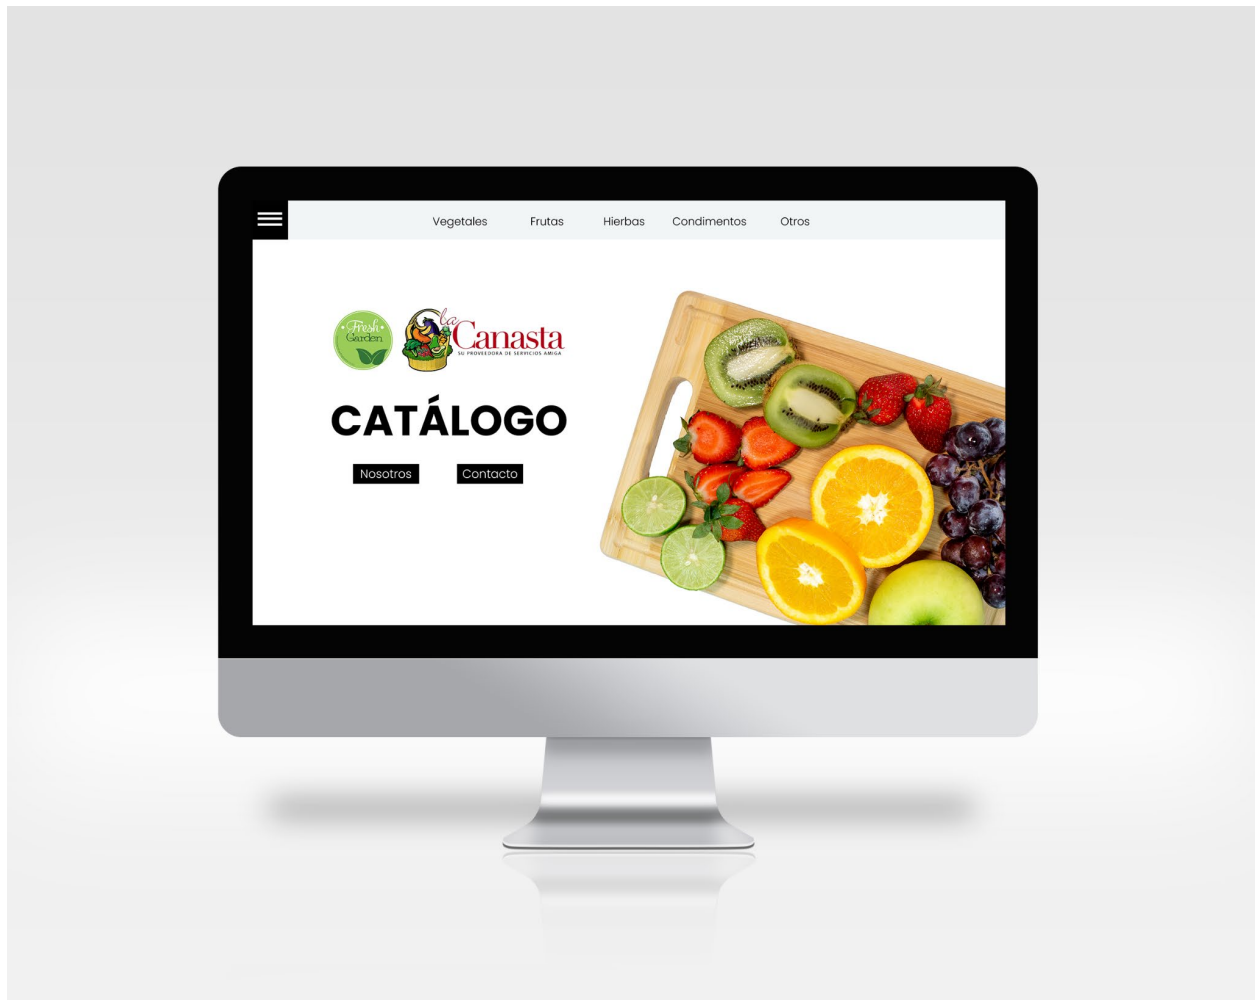 Vegetales Frutas Hierbas Condimentos Otros
Fresh
Garden
la
Canasta
SU PROVEEDORA DE SERVICIOS AMIGA
CATÁLOGO
Nosotros Contacto